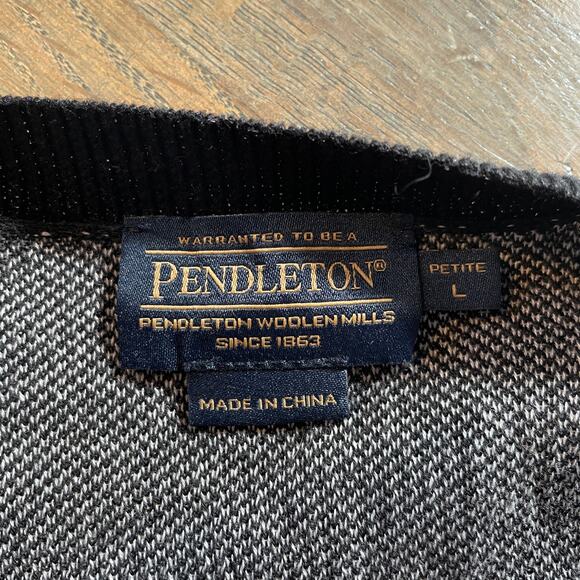 WARRANTED TO BE A
PENDLETON®
PENDLETON WOOLEN MILLS
SINCE 1863
PETITE
L
MADE IN CHINA